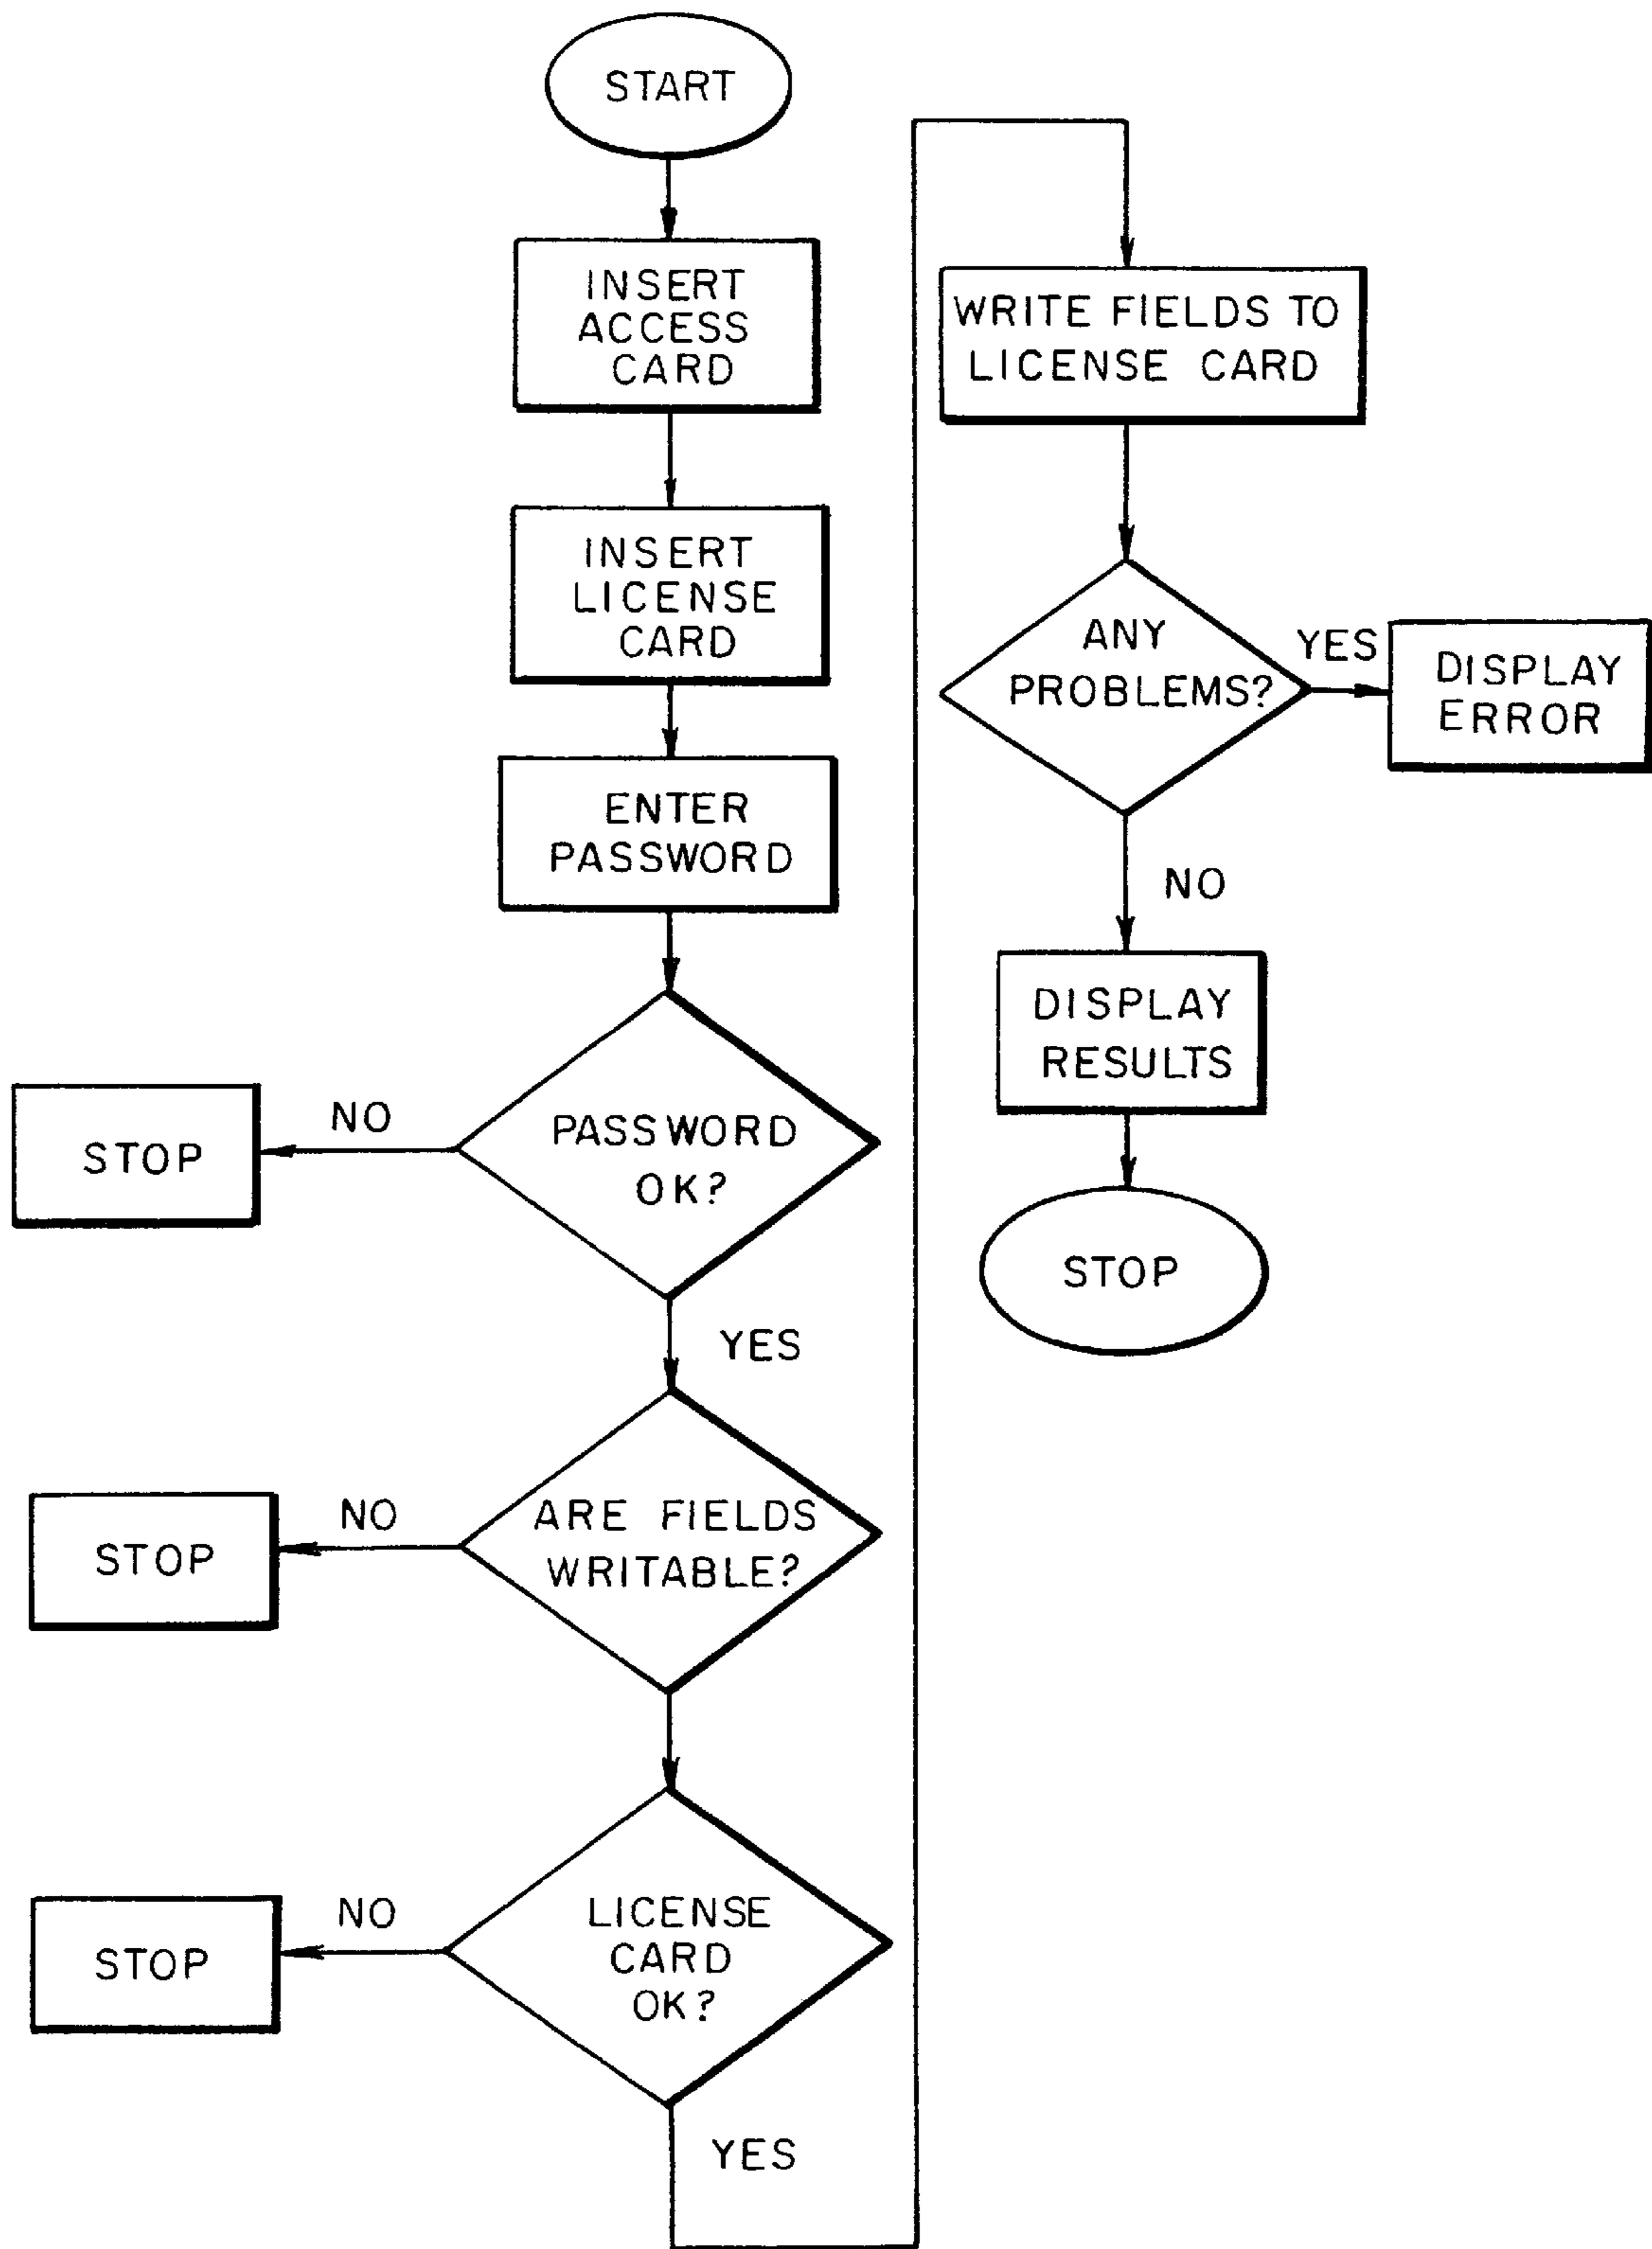 START
INSERT
ACCESS
CARD
INSERT
LICENSE
CARD
ENTER
PASSWORD
PASSWORD
OK?
NO
STOP
YES
ARE FIELDS
WRITABLE?
NO
STOP
LICENSE
CARD
OK?
NO
STOP
YES
WRITE FIELDS TO
LICENSE CARD
ANY
PROBLEMS?
YES
DISPLAY
ERROR
NO
DISPLAY
RESULTS
STOP